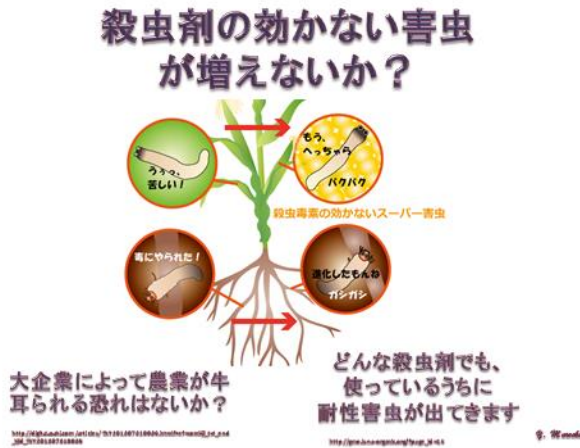 殺虫剤の効かない害虫
が増えないか？
うぅっ、
苦しい！
もう、
へっちゃら
パクパク
殺虫毒素の効かないスーパー害虫
毒にやられた！
進化したもんね
ガシガシ
大企業によって農業が牛
耳られる恐れはないか？
どんな殺虫剤でも、
使っているうちに
耐性害虫が出てきます